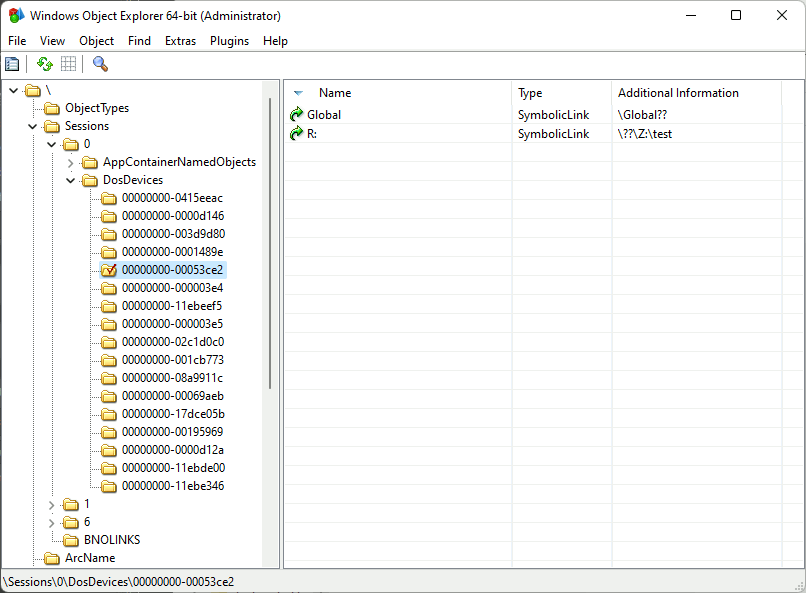 Windows Object Explorer 64-bit (Administrator)
File View Object Find Extras Plugins Help
\
ObjectTypes
Sessions
0
AppContainerNamedObjects
DosDevices
00000000-0415eeac
00000000-0000d146
00000000-003d9d80
00000000-0001489e
00000000-00053ce2
00000000-000003e4
00000000-11ebeef5
00000000-000003e5
00000000-02c1d0c0
00000000-001cb773
00000000-08a9911c
00000000-00069aeb
00000000-17dce05b
00000000-00195969
00000000-0000d12a
00000000-11ebde00
00000000-11ebe346
1
6
BNOLINKS
ArcName
Name Type Additional Information
Global SymbolicLink \Global??
R: SymbolicLink \??\Z:\test
\Sessions\0\DosDevices\00000000-00053ce2